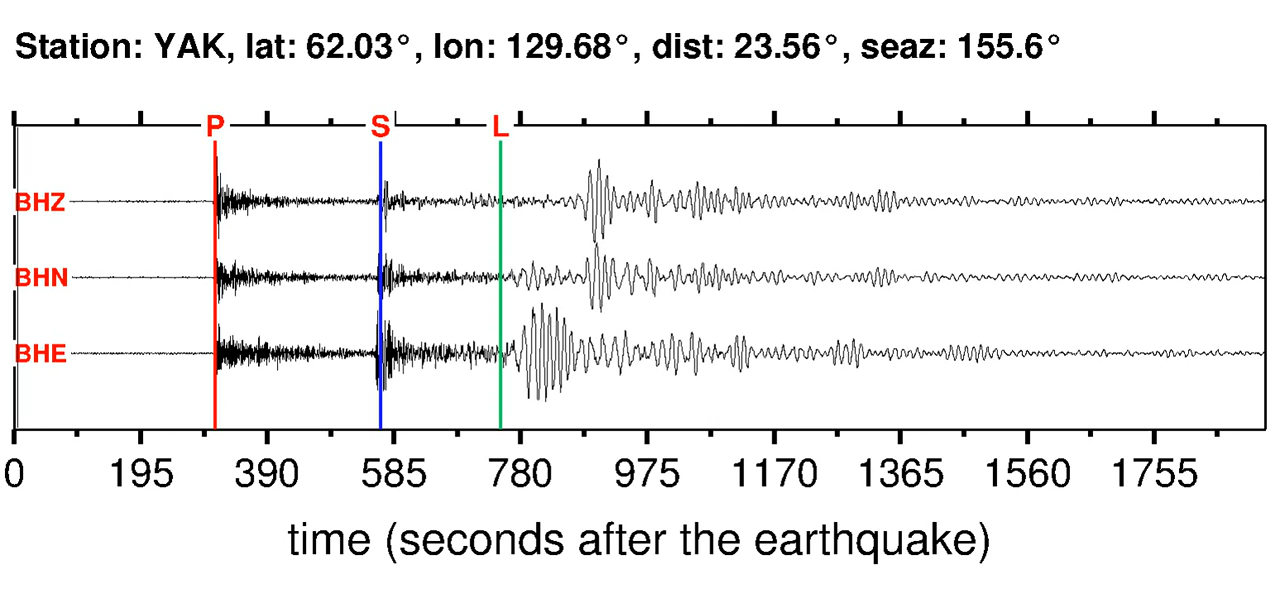 Station: YAK, lat: 62.03°, lon: 129.68°, dist: 23.56°, seaz: 155.6°
P S L
BHZ
BHN
BHE
0 195 390 585 780 975 1170 1365 1560 1755
time (seconds after the earthquake)